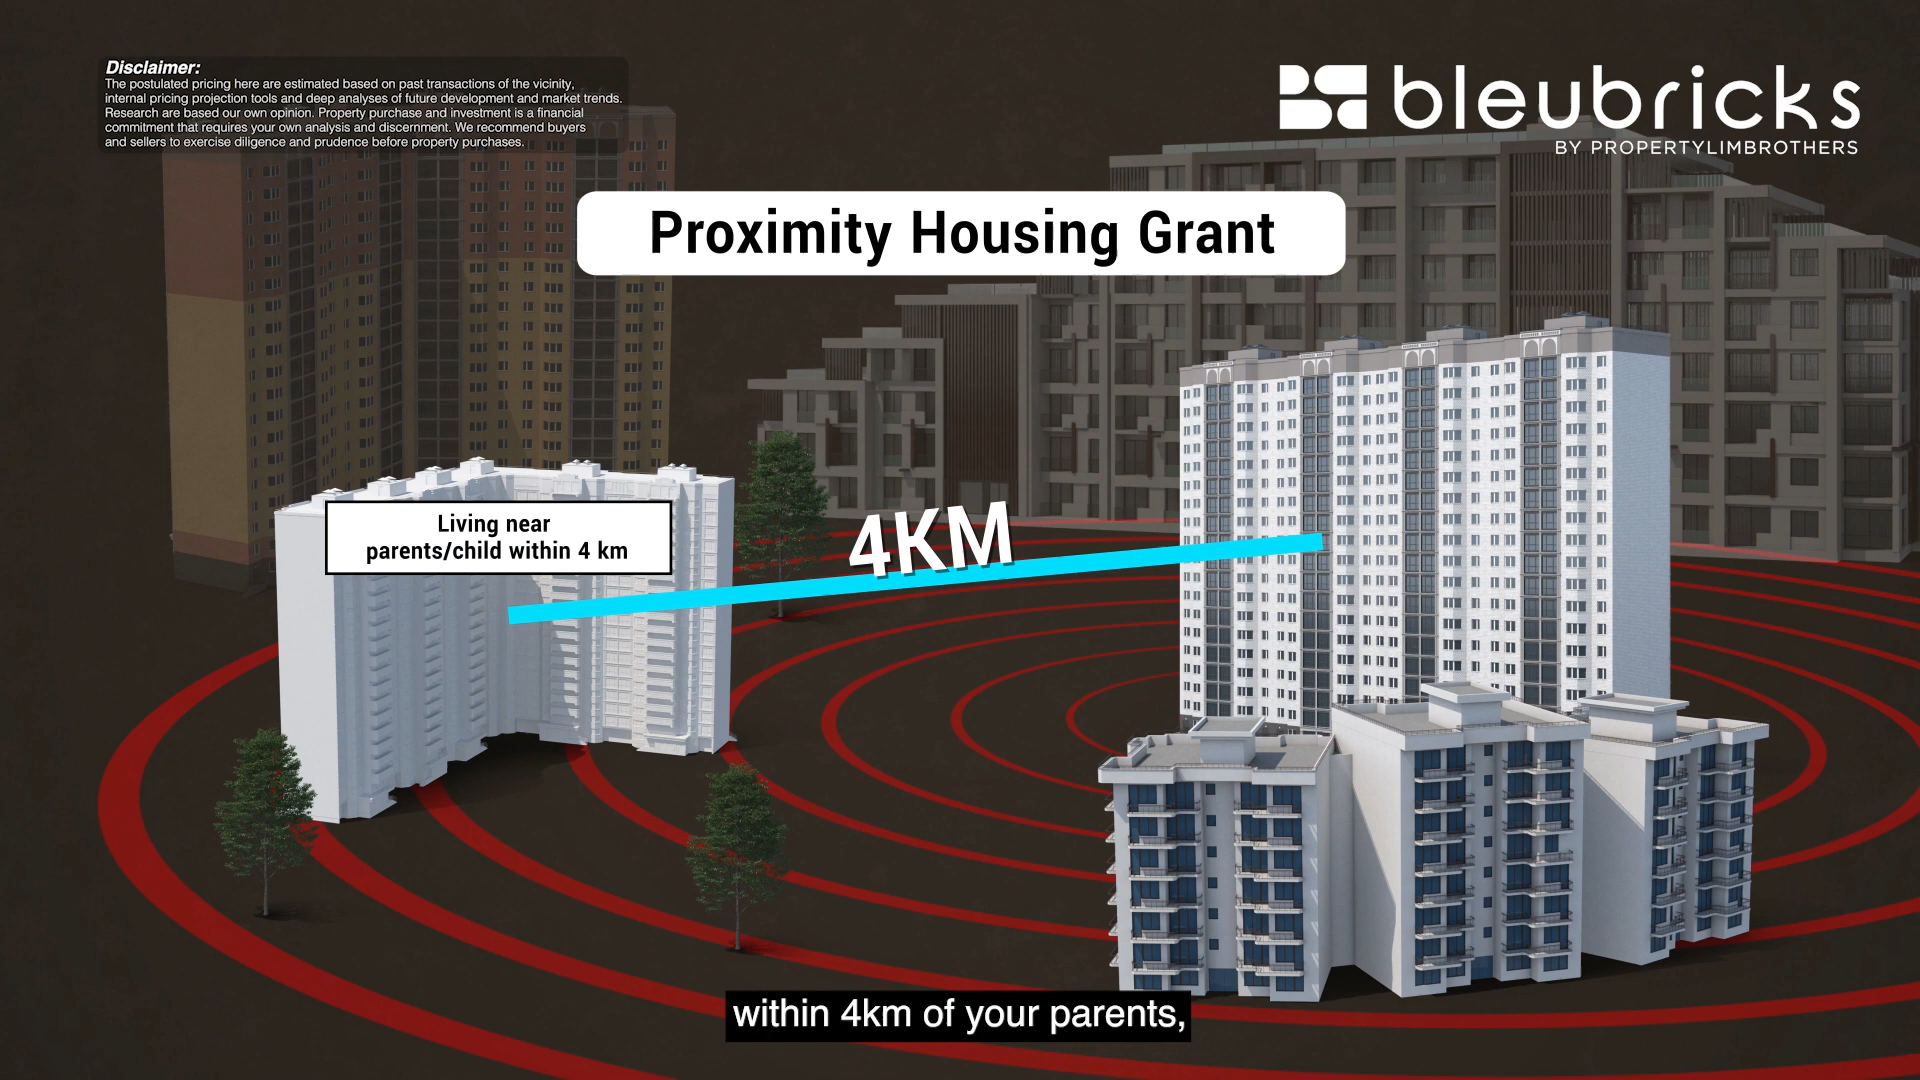 Disclaimer:
The postulated pricing here are estimated based on past transactions of the vicinity,
internal pricing projection tools and deep analyses of future development and market trends.
Research are based our own opinion. Property purchase and investment is a financial
commitment that requires your own analysis and discernment. We recommend buyers
and sellers to exercise diligence and prudence before property purchases.
bleubricks
BY PROPERTYLIMBROTHERS
Proximity Housing Grant
Living near
parents/child within 4 km
4KM
within 4km of your parents,